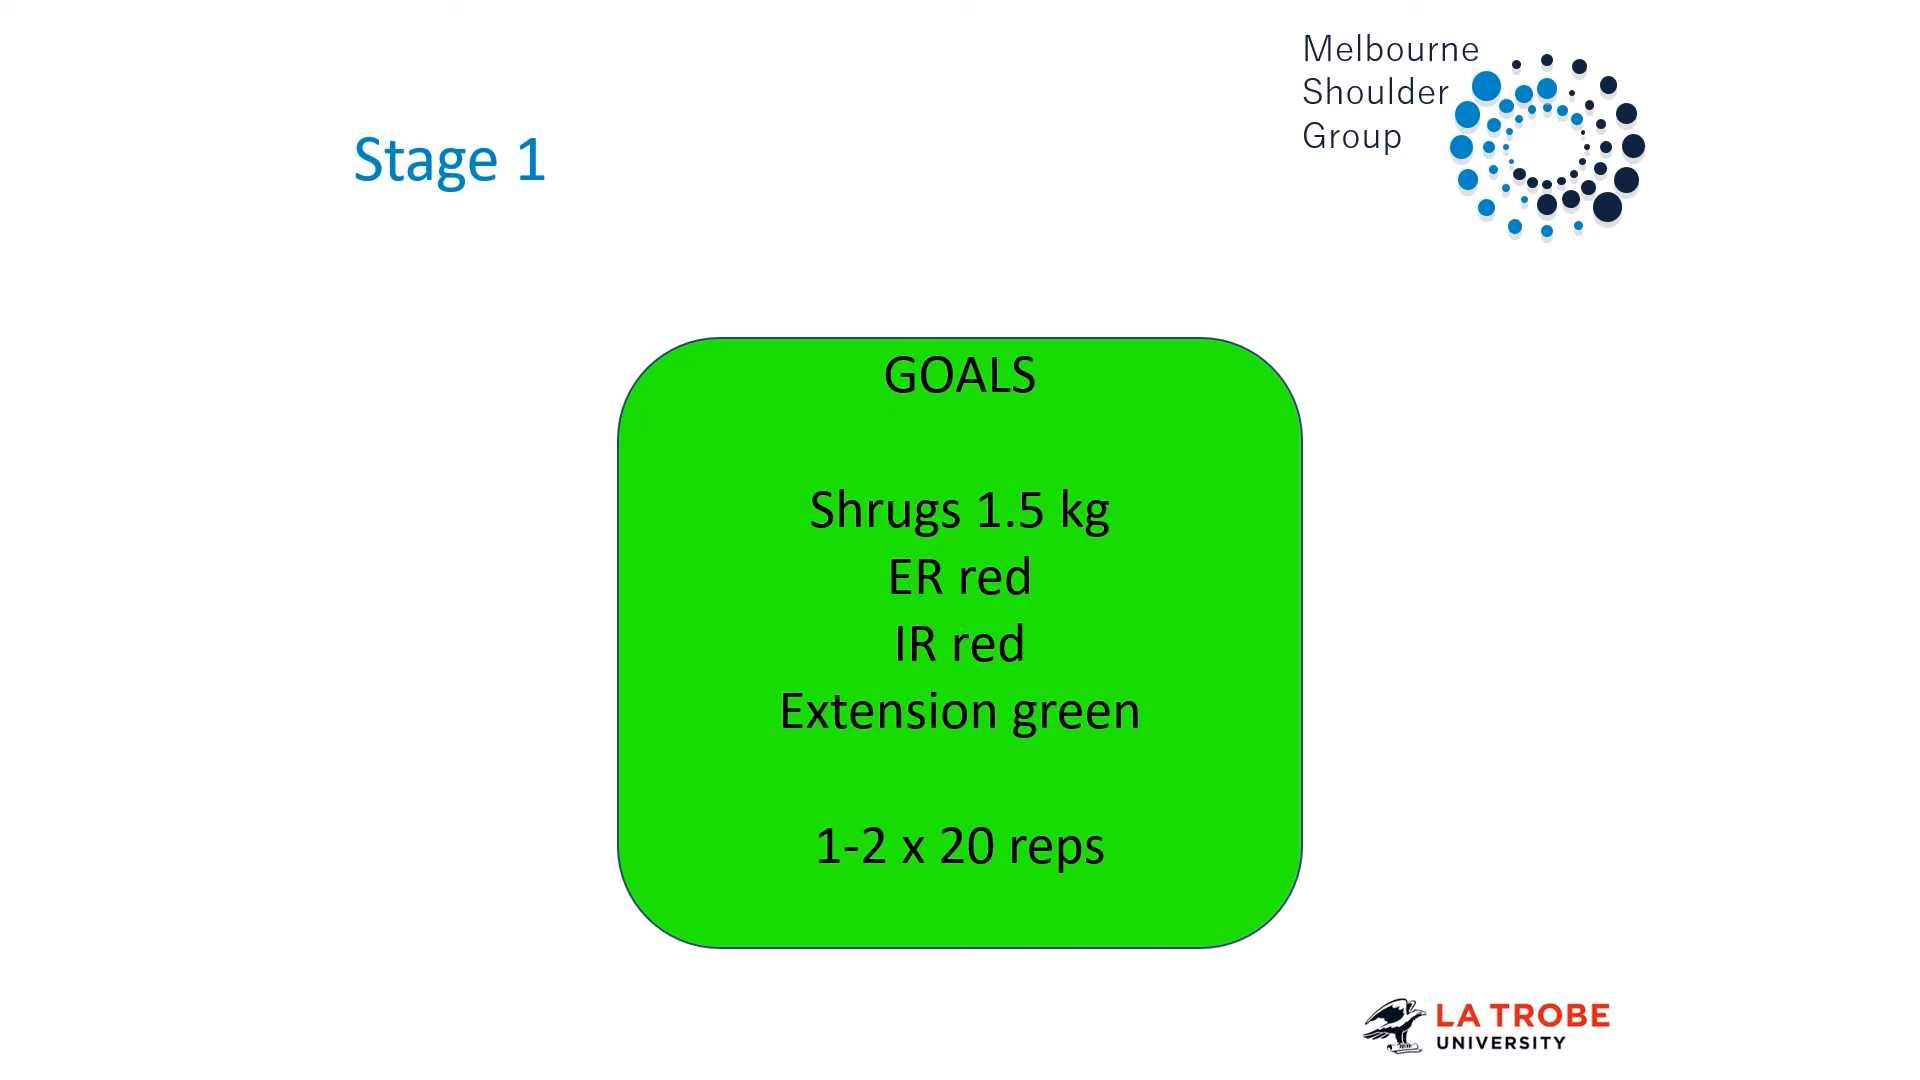 Melbourne
Shoulder
Group
Stage 1
GOALS
Shrugs 1.5 kg
ER red
IR red
Extension green
1-2 x 20 reps
LA TROBE
UNIVERSITY